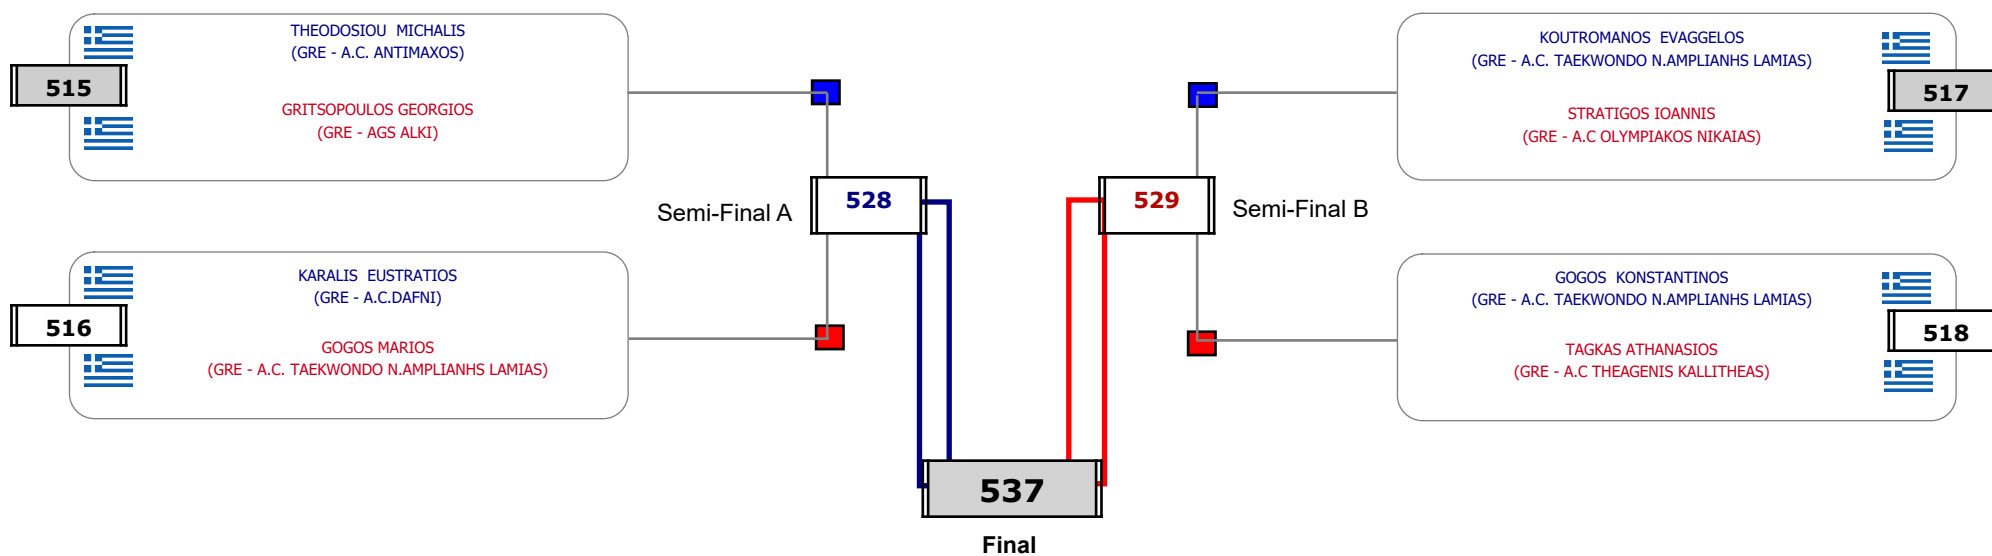 THEODOSIOU MICHALIS
(GRE - A.C. ANTIMAXOS)
515
GRITSOPOULOS GEORGIOS
(GRE - AGS ALKI)
KOUTROMANOS EVAGGELOS
(GRE - A.C. TAEKWONDO N.AMPLIANHS LAMIAS)
517
STRATIGOS IOANNIS
(GRE - A.C OLYMPIAKOS NIKAIAS)
Semi-Final A
528
529
Semi-Final B
KARALIS EUSTRATIOS
(GRE - A.C.DAFNI)
516
GOGOS MARIOS
(GRE - A.C. TAEKWONDO N.AMPLIANHS LAMIAS)
GOGOS KONSTANTINOS
(GRE - A.C. TAEKWONDO N.AMPLIANHS LAMIAS)
518
TAGKAS ATHANASIOS
(GRE - A.C THEAGENIS KALLITHEAS)
537
Final